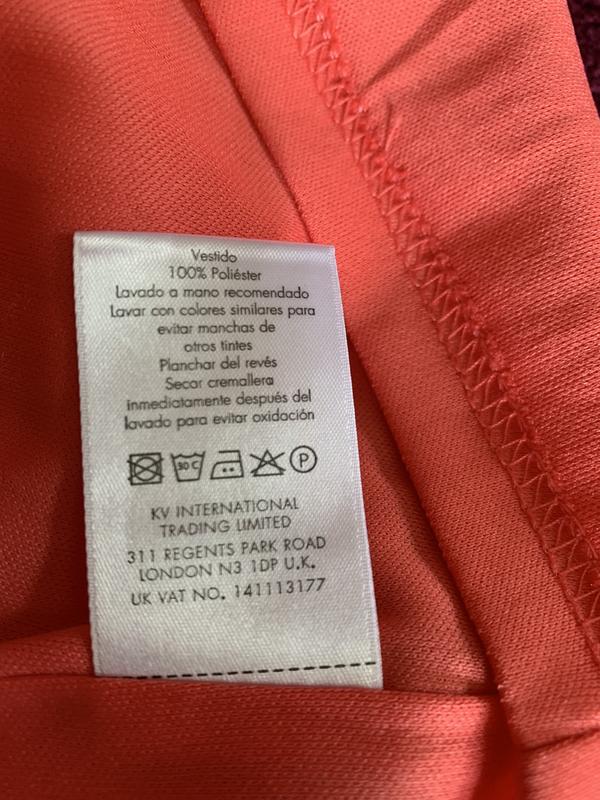 Vestido
100% Poliéster
Lavado a mano recomendado
Lavar con colores similares para
evitar manchas de
otros tintes
Planchar del revés
Secar cremallera
inmediatamente después del
lavado para evitar oxidación
30 C P
KV INTERNATIONAL
TRADING LIMITED
311 REGENTS PARK ROAD
LONDON N3 1DP U.K.
UK VAT NO. 141113177